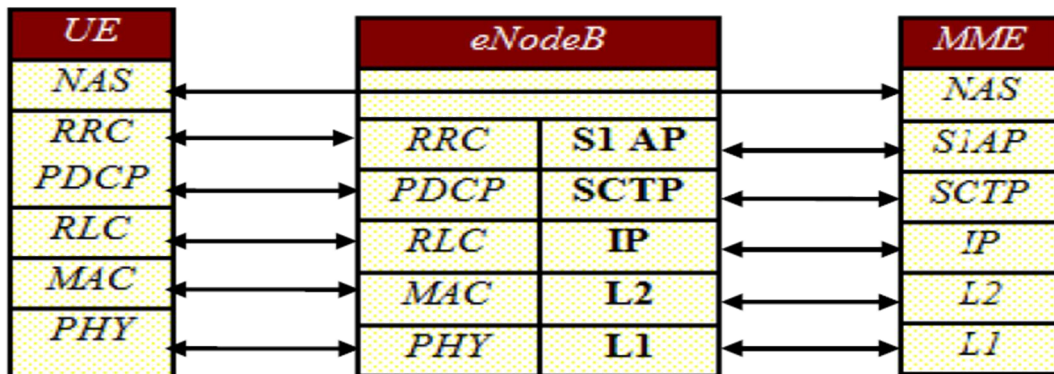 UE eNodeB MME
NAS NAS
RRC RRC S1 AP S1AP
PDCP PDCP SCTP SCTP
RLC RLC IP IP
MAC MAC L2 L2
PHY PHY L1 L1